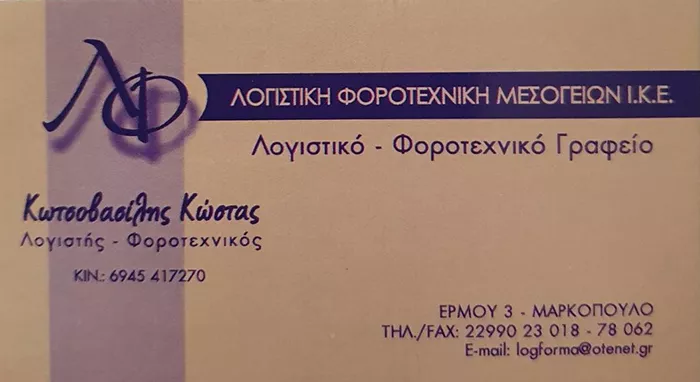 ΛΦ
ΛΟΓΙΣΤΙΚΗ ΦΟΡΟΤΕΧΝΙΚΗ ΜΕΣΟΓΕΙΩΝ Ι.Κ.Ε.
Λογιστικό - Φοροτεχνικό Γραφείο
Κωτσοβασίλης Κώστας
Λογιστής - Φοροτεχνικός
ΚΙΝ.: 6945 417270
ΕΡΜΟΥ 3 - ΜΑΡΚΟΠΟΥΛΟ
ΤΗΛ./FAX: 22990 23 018 - 78 062
E-mail: logforma@otenet.gr